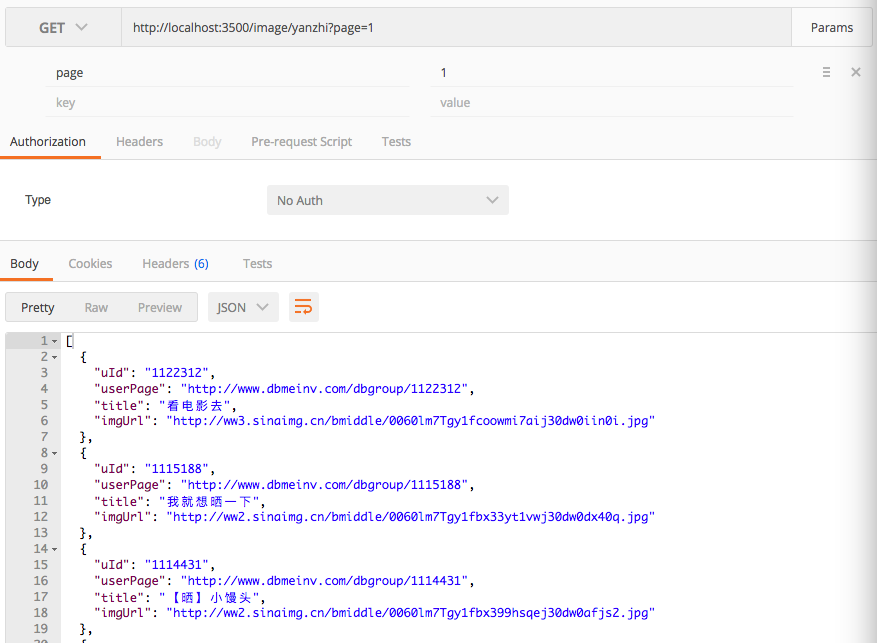 GET http://localhost:3500/image/yanzhi?page=1 Params
page 1
key value
Authorization Headers Body Pre-request Script Tests
Type No Auth
Body Cookies Headers (6) Tests
Pretty Raw Preview JSON
1 [
2 {
3 "uId": "1122312",
4 "userPage": "http://www.dbmeinv.com/dbgroup/1122312",
5 "title": "看电影去",
6 "imgUrl": "http://ww3.sinaimg.cn/bmiddle/0060lm7Tgy1fcoowmi7aij30dw0iin0i.jpg"
7 },
8 {
9 "uId": "1115188",
10 "userPage": "http://www.dbmeinv.com/dbgroup/1115188",
11 "title": "我就想晒一下",
12 "imgUrl": "http://ww2.sinaimg.cn/bmiddle/0060lm7Tgy1fbx33yt1vwj30dw0dx40q.jpg"
13 },
14 {
15 "uId": "1114431",
16 "userPage": "http://www.dbmeinv.com/dbgroup/1114431",
17 "title": "【晒】小馒头",
18 "imgUrl": "http://ww2.sinaimg.cn/bmiddle/0060lm7Tgy1fbx399hsqej30dw0afjs2.jpg"
19 },
20 {